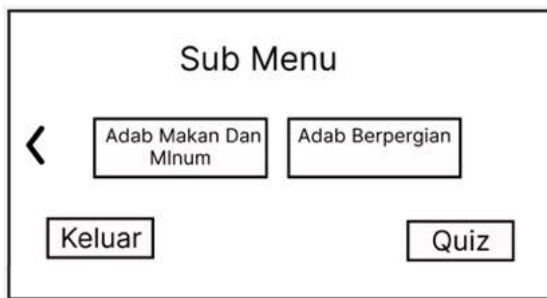 Sub Menu
Adab Makan Dan
MInum
Adab Berpergian
Keluar
Quiz